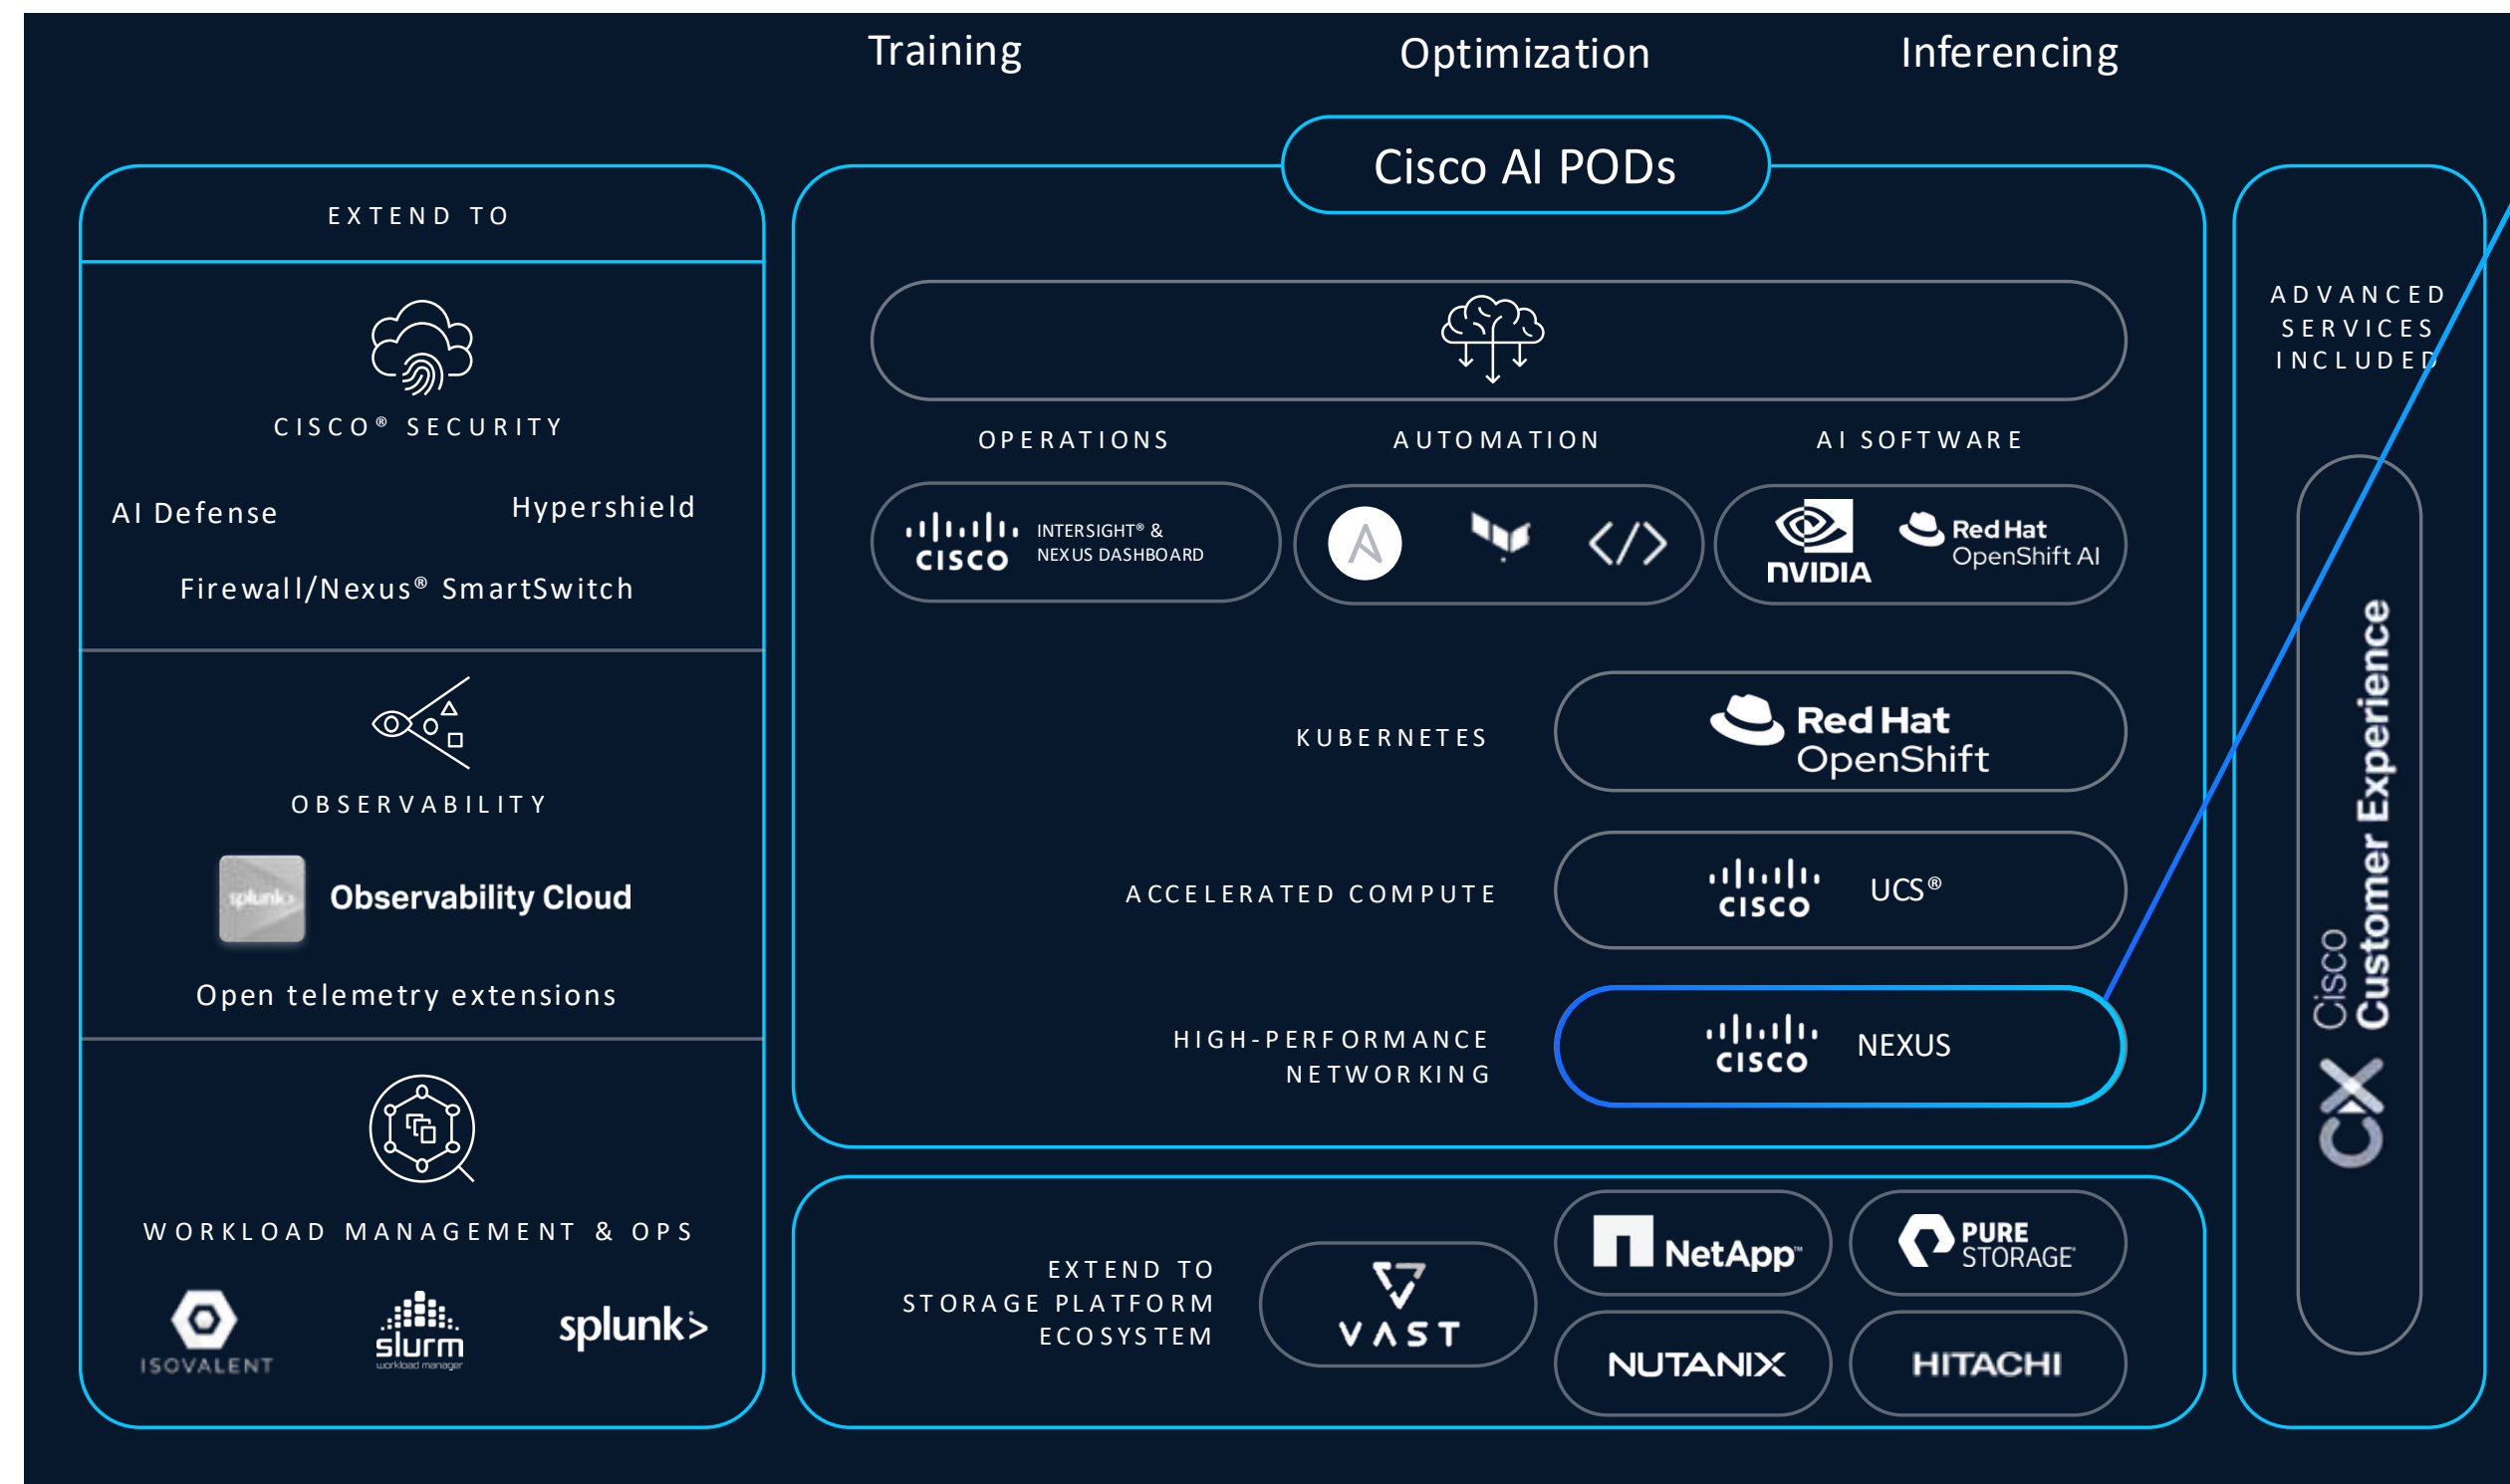 Training
Optimization
Inferencing
Cisco AI PODs
EXTEND TO
CISCO® SECURITY
AI Defense
Hypershield
Firewall/Nexus® SmartSwitch
OBSERVABILITY
splunk>
Observability Cloud
Open telemetry extensions
WORKLOAD MANAGEMENT & OPS
ISOVALENT
slurm
workload manager
splunk>
OPERATIONS
AUTOMATION
AI SOFTWARE
CISCO
INTERSIGHT® &
NEXUS DASHBOARD
</>
NVIDIA
Red Hat
OpenShift AI
KUBERNETES
Red Hat
OpenShift
ACCELERATED COMPUTE
CISCO
UCS®
HIGH-PERFORMANCE
NETWORKING
CISCO
NEXUS
EXTEND TO
STORAGE PLATFORM
ECOSYSTEM
VAST
NetApp™
PURE
STORAGE®
NUTANIX
HITACHI
ADVANCED
SERVICES
INCLUDED
CX
Cisco
Customer Experience